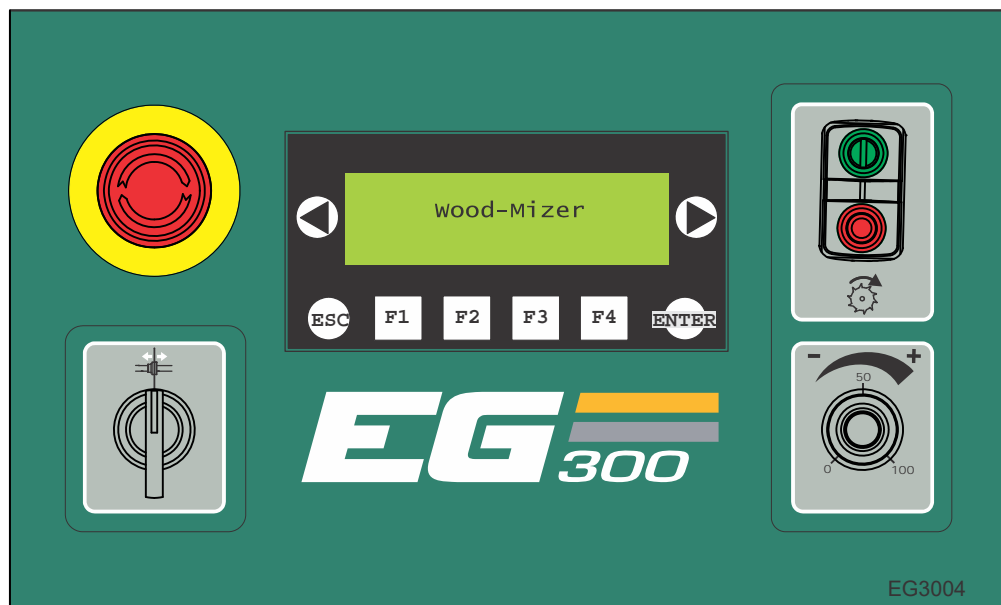 Wood-Mizer
ESC F1 F2 F3 F4 ENTER
EG
300
- +
50
0 100
EG3004